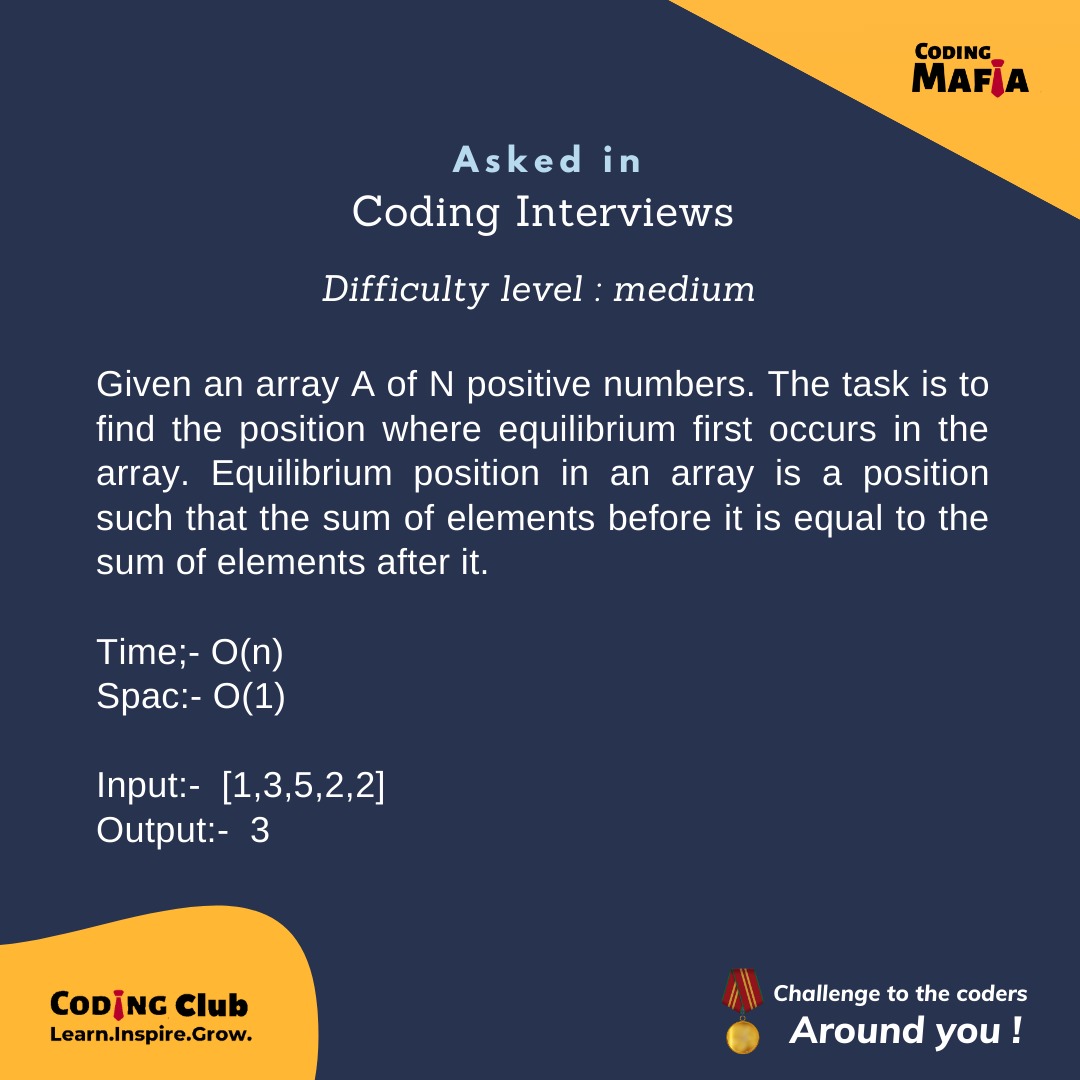 CODING
MAFIA
Asked in
Coding Interviews
Difficulty level : medium
Given an array A of N positive numbers. The task is to
find the position where equilibrium first occurs in the
array. Equilibrium position in an array is a position
such that the sum of elements before it is equal to the
sum of elements after it.
Time;- O(n)
Spac:- O(1)
Input:- [1,3,5,2,2]
Output:- 3
CODING Club
Learn.Inspire.Grow.
Challenge to the coders
Around you !